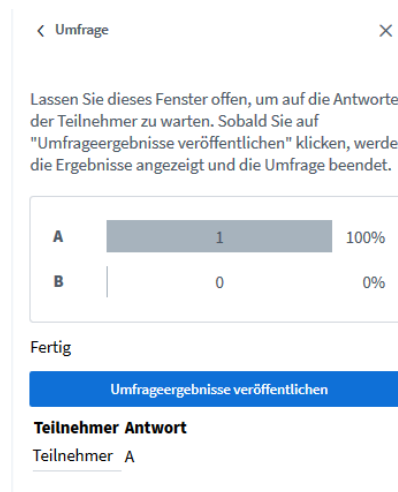 Umfrage
Lassen Sie dieses Fenster offen, um auf die Antworte
der Teilnehmer zu warten. Sobald Sie auf
"Umfrageergebnisse veröffentlichen" klicken, werde
die Ergebnisse angezeigt und die Umfrage beendet.
A 1 100%
B 0 0%
Fertig
Umfrageergebnisse veröffentlichen
Teilnehmer Antwort
Teilnehmer A